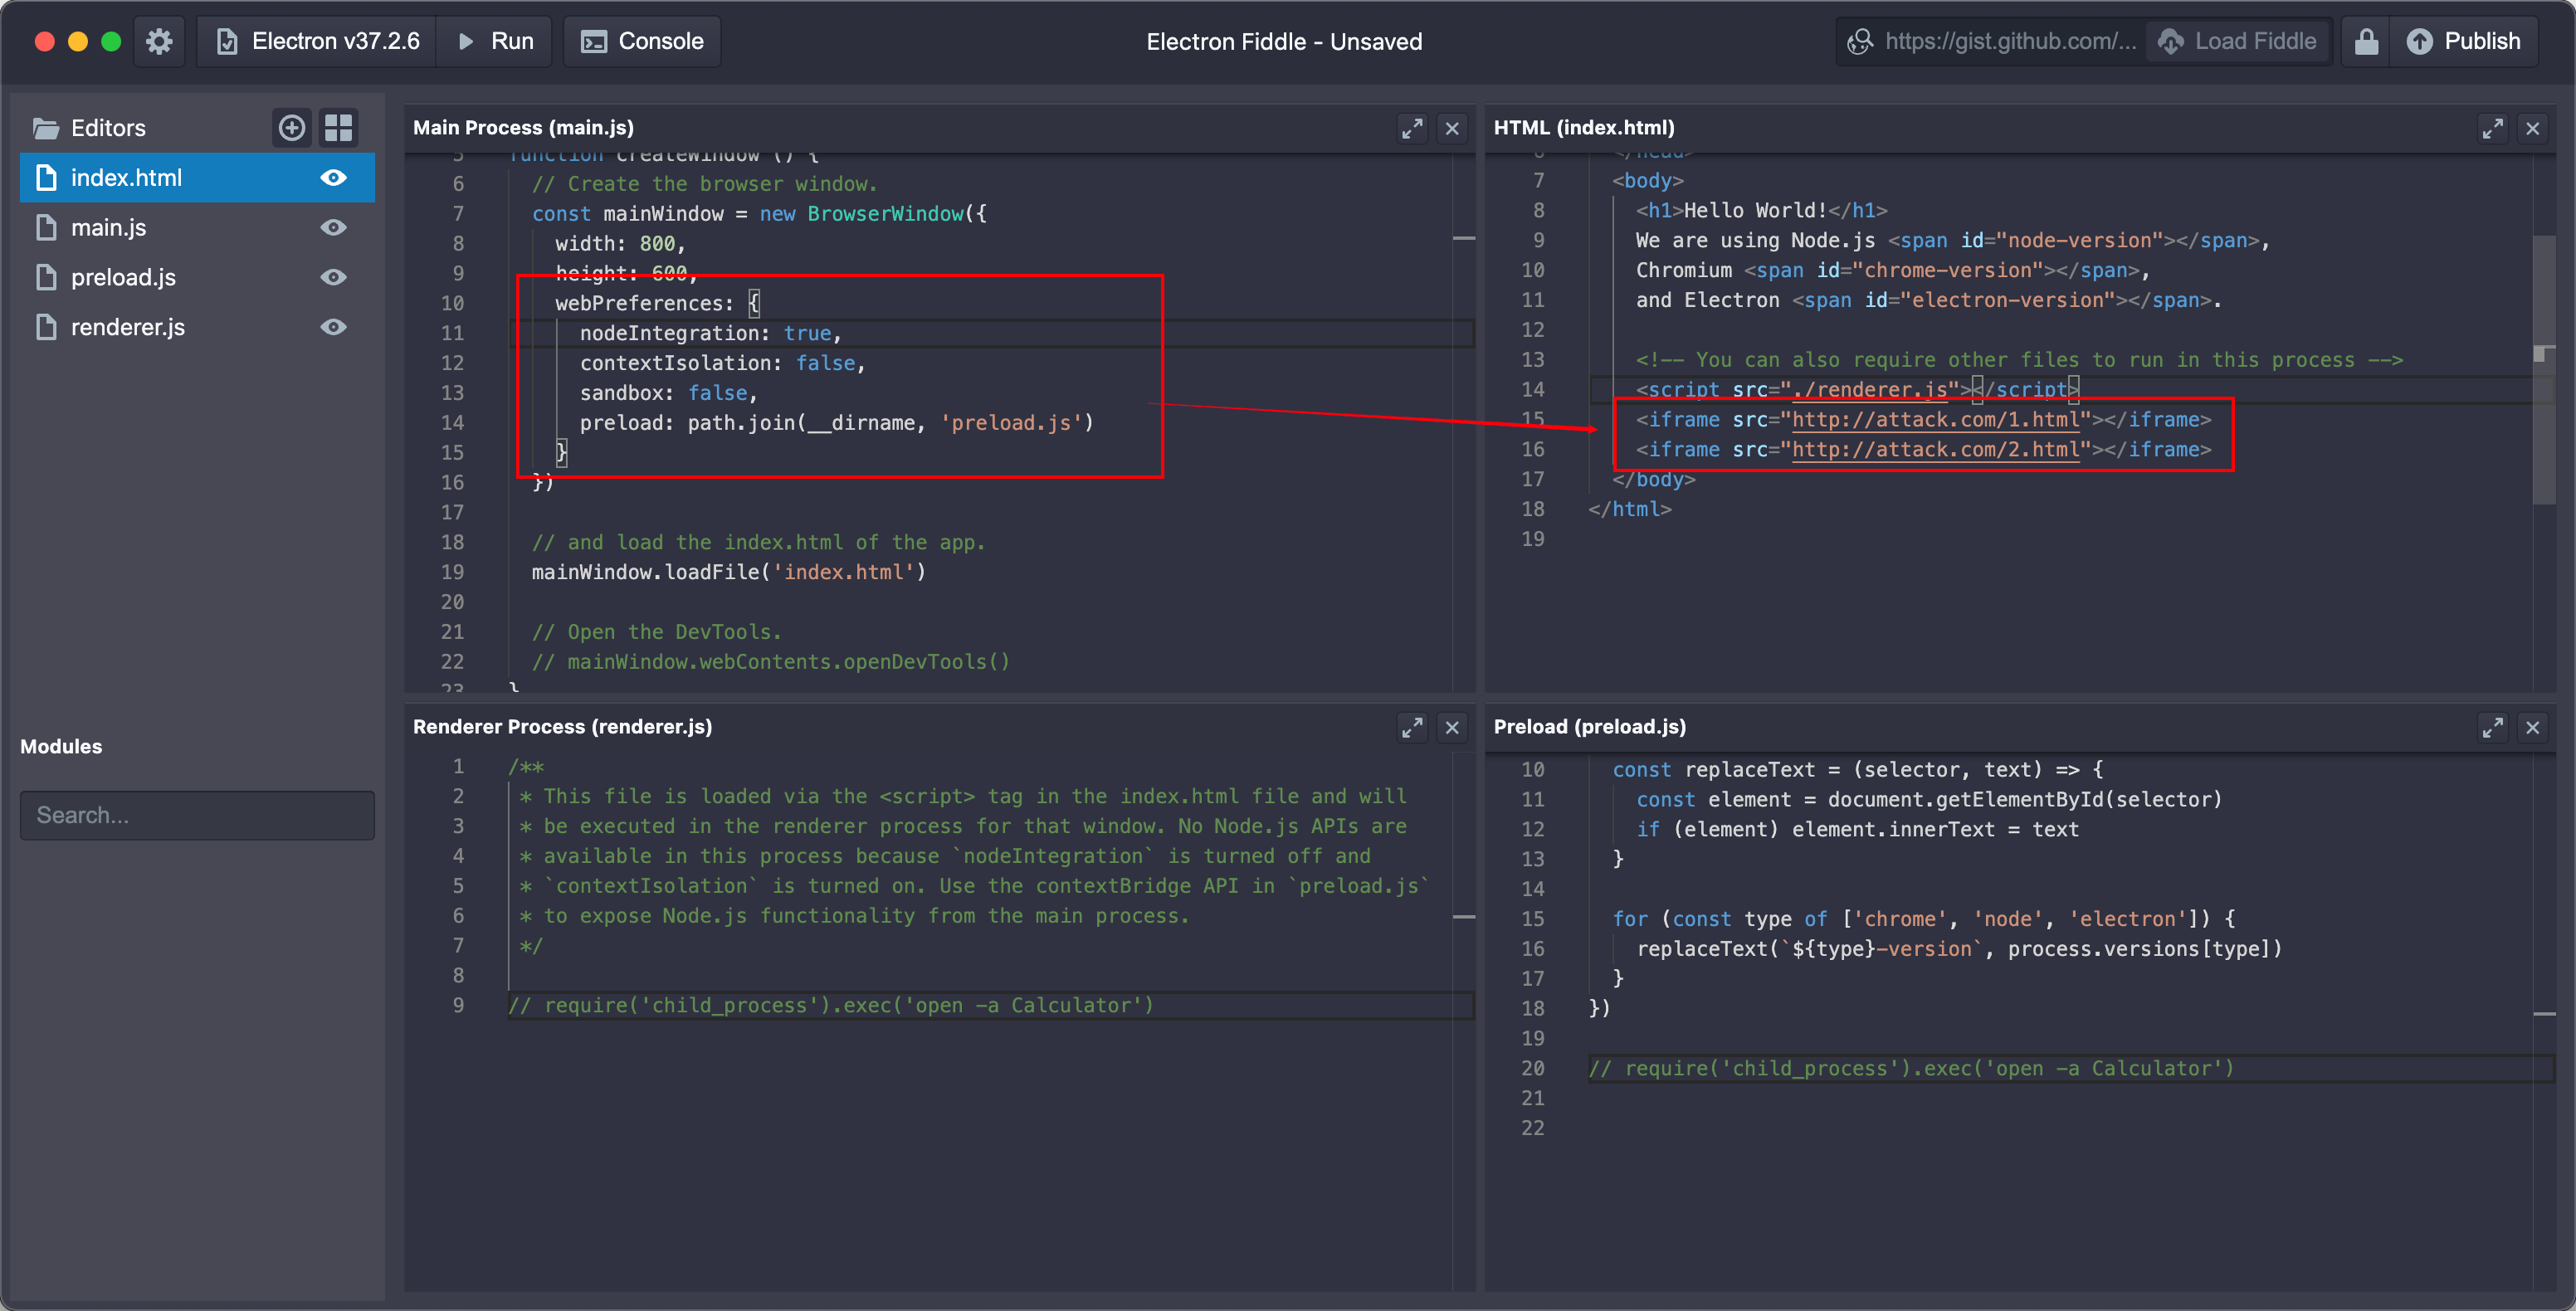 Electron v37.2.6
Run
Console
Electron Fiddle - Unsaved
https://gist.github.com/...
Load Fiddle
Publish
Editors
index.html
main.js
preload.js
renderer.js
Modules
Search...
Main Process (main.js)
5 function createWindow () {
6 // Create the browser window.
7 const mainWindow = new BrowserWindow({
8 width: 800,
9 height: 600,
10 webPreferences: {
11 nodeIntegration: true,
12 contextIsolation: false,
13 sandbox: false,
14 preload: path.join(__dirname, 'preload.js')
15 }
16 })
17
18 // and load the index.html of the app.
19 mainWindow.loadFile('index.html')
20
21 // Open the DevTools.
22 // mainWindow.webContents.openDevTools()
23 }
HTML (index.html)
6 </head>
7 <body>
8 <h1>Hello World!</h1>
9 We are using Node.js <span id="node-version"></span>,
10 Chromium <span id="chrome-version"></span>,
11 and Electron <span id="electron-version"></span>.
12
13 <!-- You can also require other files to run in this process -->
14 <script src="./renderer.js"></script>
15 <iframe src="http://attack.com/1.html"></iframe>
16 <iframe src="http://attack.com/2.html"></iframe>
17 </body>
18 </html>
19
Renderer Process (renderer.js)
1 /**
2 * This file is loaded via the <script> tag in the index.html file and will
3 * be executed in the renderer process for that window. No Node.js APIs are
4 * available in this process because `nodeIntegration` is turned off and
5 * `contextIsolation` is turned on. Use the contextBridge API in `preload.js`
6 * to expose Node.js functionality from the main process.
7 */
8
9 // require('child_process').exec('open -a Calculator')
Preload (preload.js)
10 const replaceText = (selector, text) => {
11 const element = document.getElementById(selector)
12 if (element) element.innerText = text
13 }
14
15 for (const type of ['chrome', 'node', 'electron']) {
16 replaceText(`${type}-version`, process.versions[type])
17 }
18 })
19
20 // require('child_process').exec('open -a Calculator')
21
22